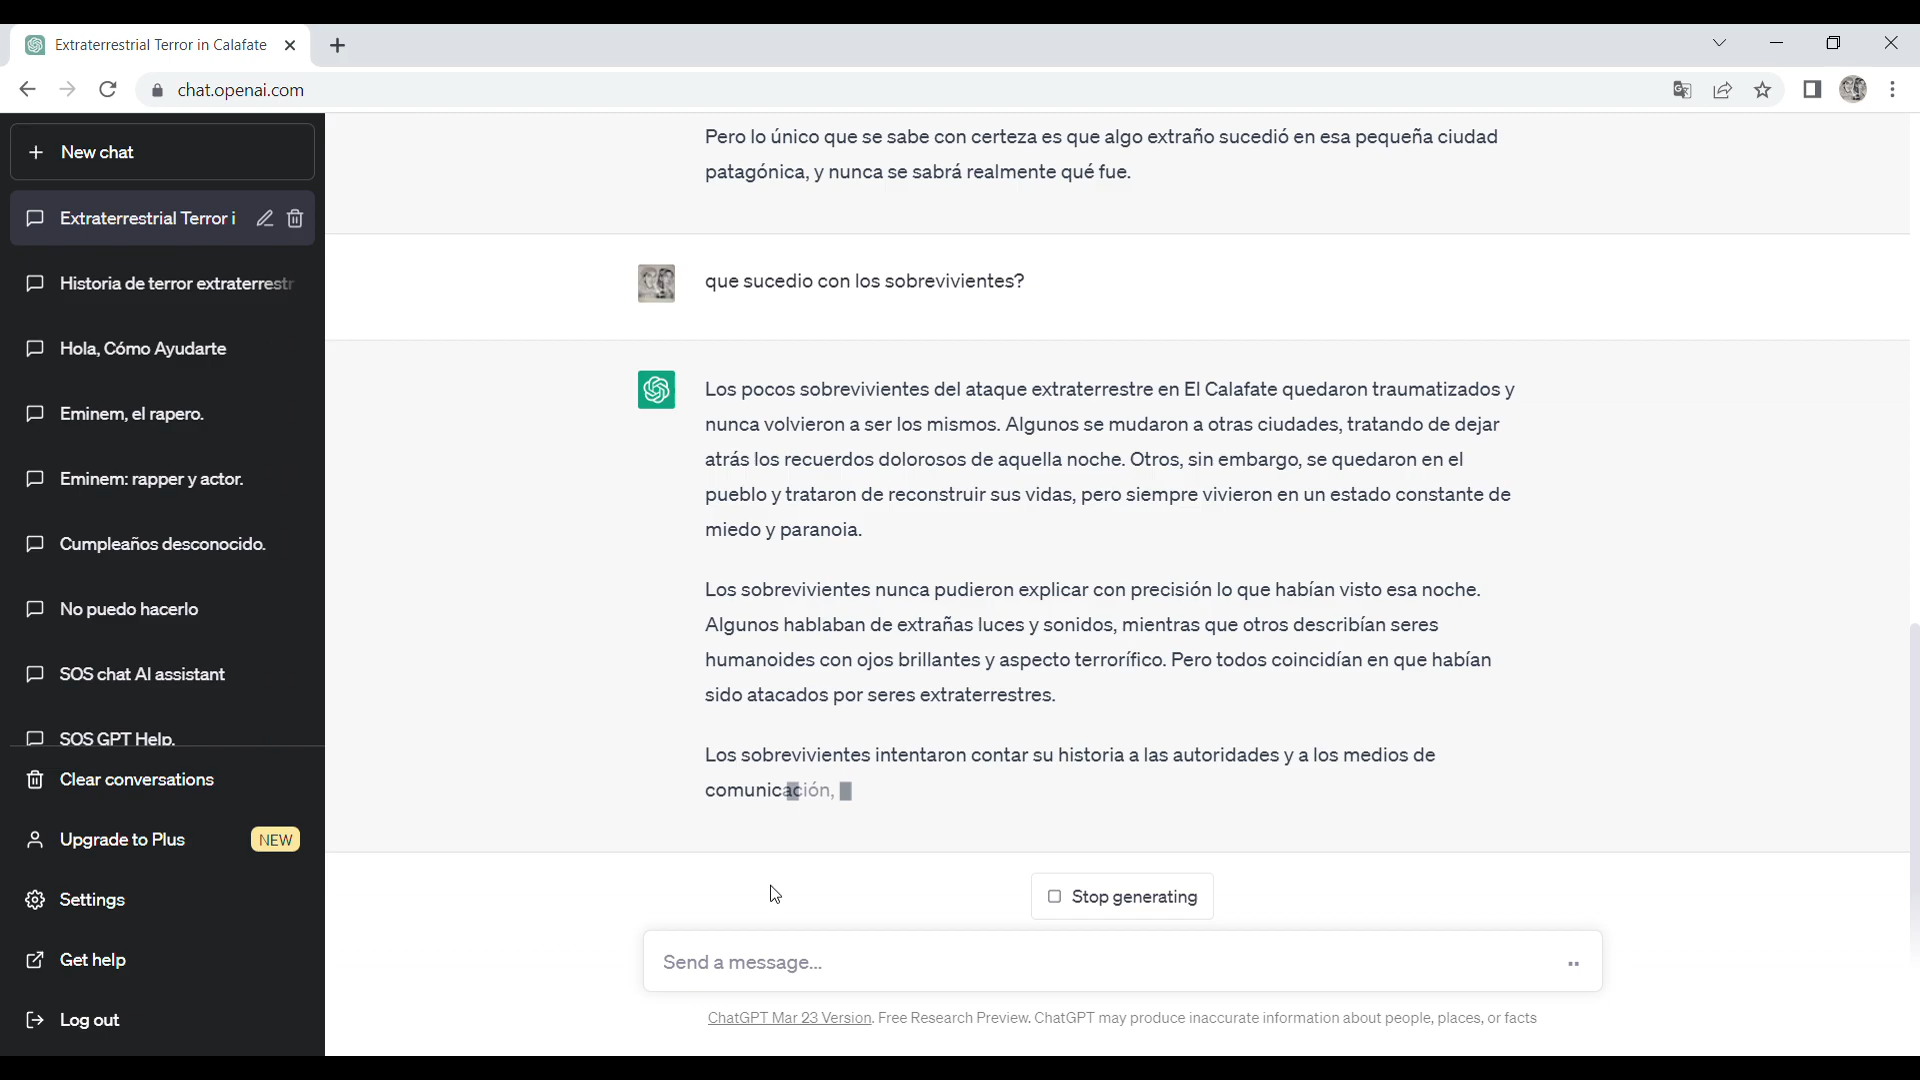 Extraterrestrial Terror in Calafate
chat.openai.com
New chat
Extraterrestrial Terror i
Historia de terror extraterrestr
Hola, Cómo Ayudarte
Eminem, el rapero.
Eminem: rapper y actor.
Cumpleaños desconocido.
No puedo hacerlo
SOS chat AI assistant
SOS GPT Help.
Clear conversations
Upgrade to Plus NEW
Settings
Get help
Log out
Pero lo único que se sabe con certeza es que algo extraño sucedió en esa pequeña ciudad
patagónica, y nunca se sabrá realmente qué fue.
que sucedio con los sobrevivientes?
Los pocos sobrevivientes del ataque extraterrestre en El Calafate quedaron traumatizados y
nunca volvieron a ser los mismos. Algunos se mudaron a otras ciudades, tratando de dejar
atrás los recuerdos dolorosos de aquella noche. Otros, sin embargo, se quedaron en el
pueblo y trataron de reconstruir sus vidas, pero siempre vivieron en un estado constante de
miedo y paranoia.
Los sobrevivientes nunca pudieron explicar con precisión lo que habían visto esa noche.
Algunos hablaban de extrañas luces y sonidos, mientras que otros describían seres
humanoides con ojos brillantes y aspecto terrorífico. Pero todos coincidían en que habían
sido atacados por seres extraterrestres.
Los sobrevivientes intentaron contar su historia a las autoridades y a los medios de
comunicación,
Stop generating
Send a message...
ChatGPT Mar 23 Version. Free Research Preview. ChatGPT may produce inaccurate information about people, places, or facts